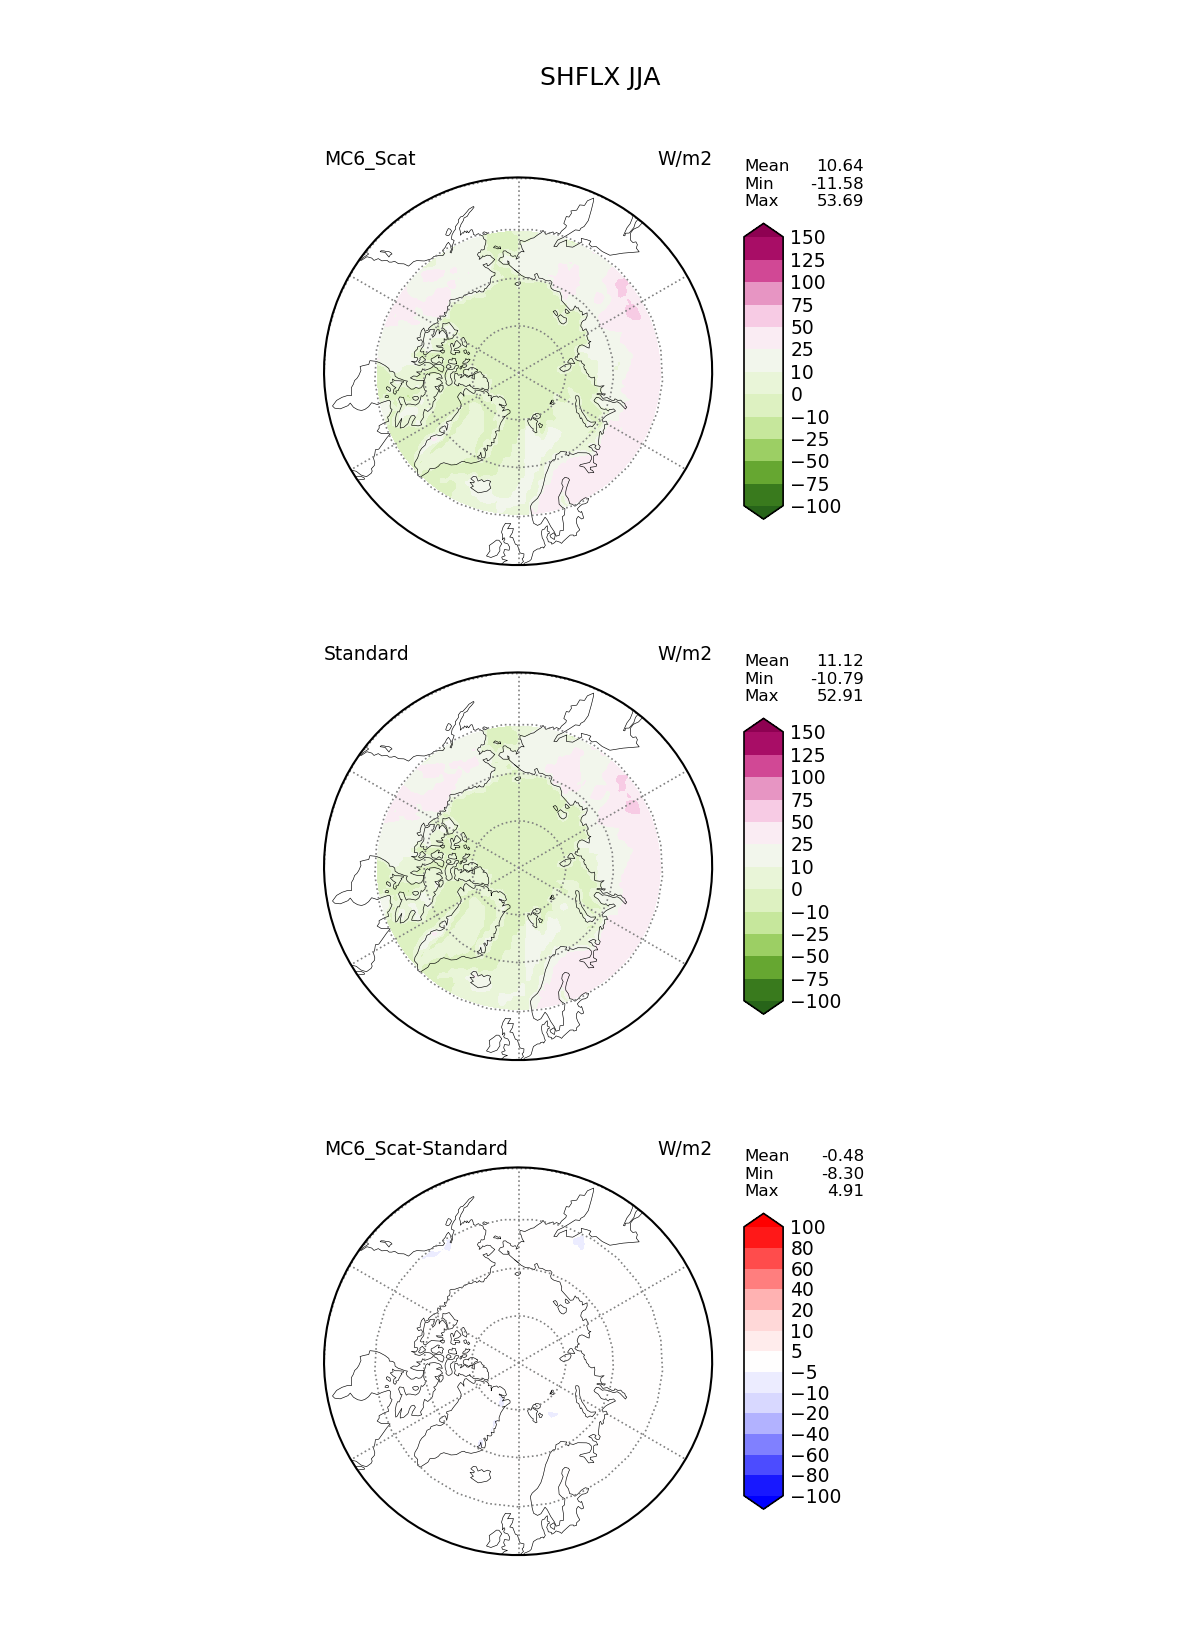 SHFLX JJA
MC6_Scat
W/m2
Mean 10.64
Min -11.58
Max 53.69
150
125
100
75
50
25
10
0
−10
−25
−50
−75
−100
Standard
W/m2
Mean 11.12
Min -10.79
Max 52.91
150
125
100
75
50
25
10
0
−10
−25
−50
−75
−100
MC6_Scat-Standard
W/m2
Mean -0.48
Min -8.30
Max 4.91
100
80
60
40
20
10
5
−5
−10
−20
−40
−60
−80
−100